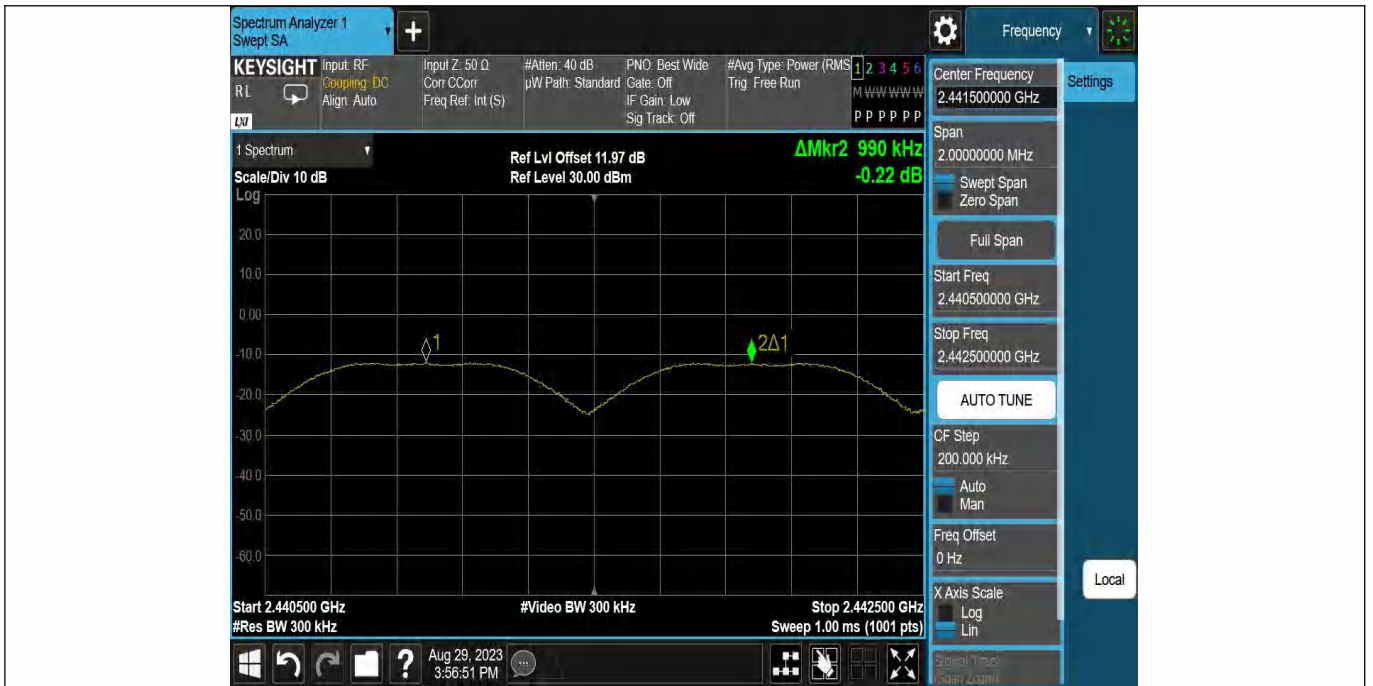 Spectrum Analyzer 1
Swept SA
+
Frequency
KEYSIGHT
RL
LXI
Input: RF
Coupling: DC
Align: Auto
Input Z: 50 Ω
Corr CCorr
Freq Ref: Int (S)
#Atten: 40 dB
µW Path: Standard
PNO: Best Wide
Gate: Off
IF Gain: Low
Sig Track: Off
#Avg Type: Power (RMS
Trig: Free Run
1 2 3 4 5 6
M W W W W W
P P P P P P
1 Spectrum
Scale/Div 10 dB
Log
Ref Lvl Offset 11.97 dB
Ref Level 30.00 dBm
ΔMkr2 990 kHz
-0.22 dB
20.0
10.0
0.00
-10.0
-20.0
-30.0
-40.0
-50.0
-60.0
1
2Δ1
Start 2.440500 GHz
#Res BW 300 kHz
#Video BW 300 kHz
Stop 2.442500 GHz
Sweep 1.00 ms (1001 pts)
Center Frequency
2.441500000 GHz
Settings
Span
2.00000000 MHz
Swept Span
Zero Span
Full Span
Start Freq
2.440500000 GHz
Stop Freq
2.442500000 GHz
AUTO TUNE
CF Step
200.000 kHz
Auto
Man
Freq Offset
0 Hz
X Axis Scale
Log
Lin
Local
Signal Track
(Span Zoom)
?
Aug 29, 2023
3:56:51 PM